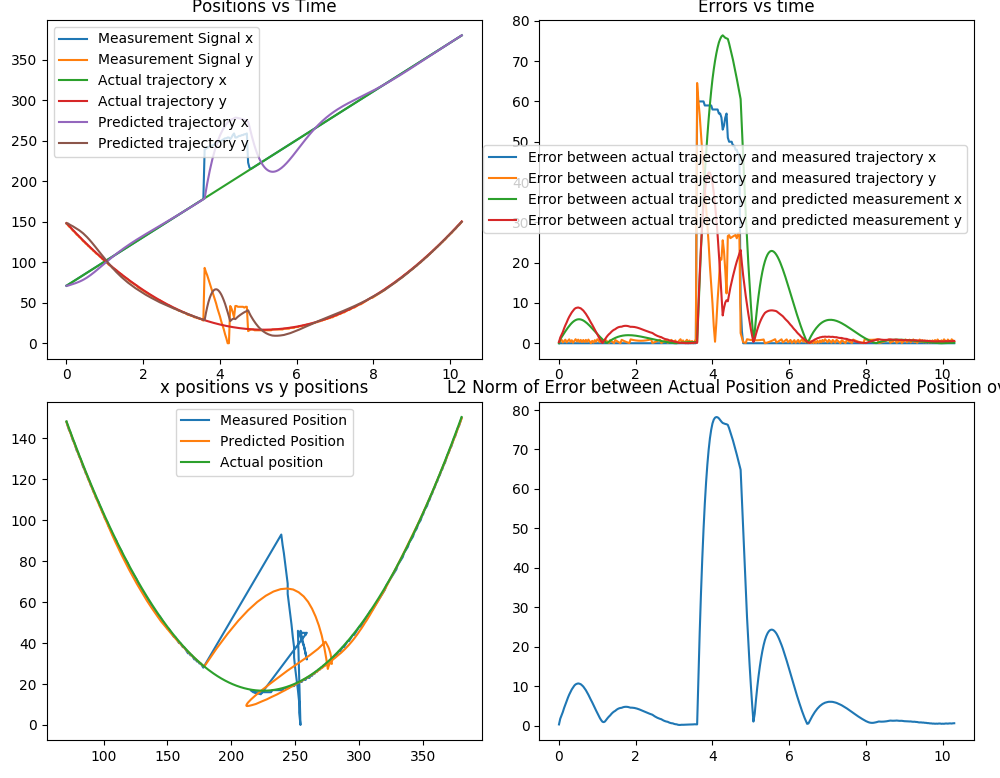 Positions vs Time
Measurement Signal x
Measurement Signal y
Actual trajectory x
Actual trajectory y
Predicted trajectory x
Predicted trajectory y
350
300
250
200
150
100
50
0
0 2 4 6 8 10
Errors vs time
Error between actual trajectory and measured trajectory x
Error between actual trajectory and measured trajectory y
Error between actual trajectory and predicted measurement x
Error between actual trajectory and predicted measurement y
80
70
60
50
40
30
20
10
0
0 2 4 6 8 10
x positions vs y positions
Measured Position
Predicted Position
Actual position
140
120
100
80
60
40
20
0
100 150 200 250 300 350
L2 Norm of Error between Actual Position and Predicted Position ov
80
70
60
50
40
30
20
10
0
0 2 4 6 8 10